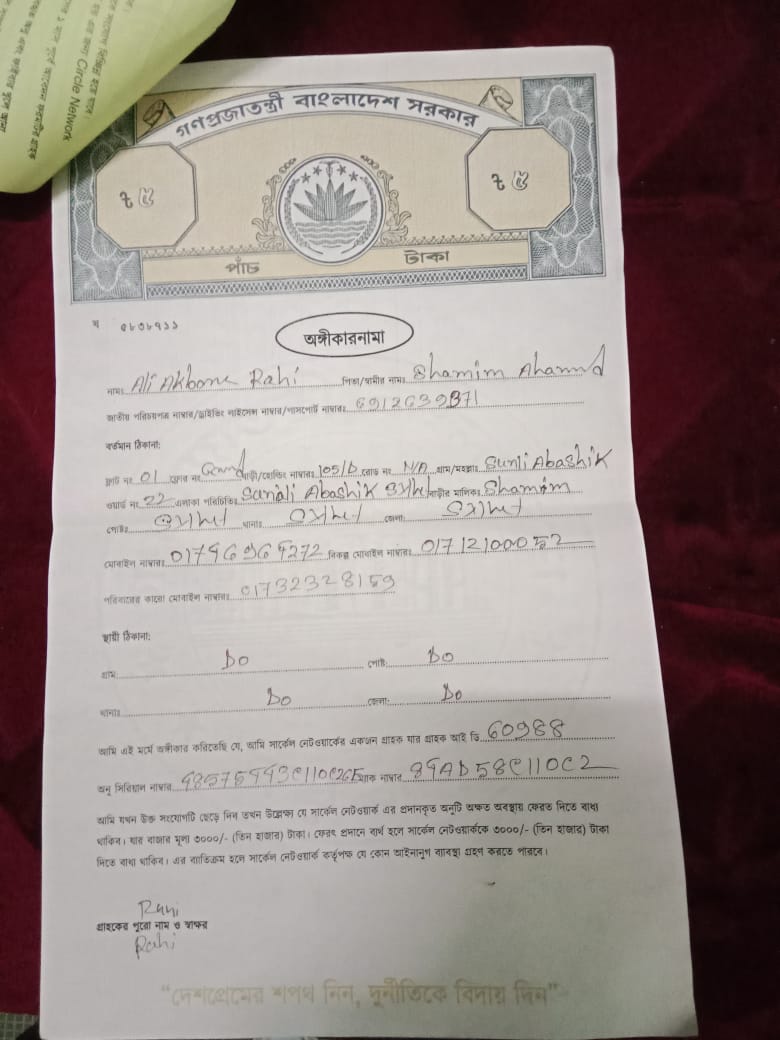 Circle Network
গণপ্রজাতন্ত্রী বাংলাদেশ সরকার
৳ ৫ ৳ ৫
পাঁচ টাকা
খ ৫৮৩৮৭১১
অঙ্গীকারনামা
নামঃ Ali Akbone Rahi পিতা/স্বামীর নামঃ Shamim Ahamed
জাতীয় পরিচয়পত্র নাম্বার/ড্রাইভিং লাইসেন্স নাম্বার/পাসপোর্ট নাম্বারঃ 6912639371
বর্তমান ঠিকানা:
ফ্লাট নং 01 ফ্লোর নং বাড়ী/হোল্ডিং নাম্বারঃ 105/D রোড নং N/A গ্রাম/মহল্লাঃ Sunli Abashik
ওয়ার্ড নং 22 এলাকা পরিচিতিঃ Sunali Abashik বাড়ীর মালিকঃ Shamim
পোষ্টঃ থানাঃ জেলা:
মোবাইল নাম্বারঃ বিকল্প মোবাইল নাম্বারঃ
পরিবারের কারো মোবাইল নাম্বারঃ 01732328159
স্থায়ী ঠিকানা:
গ্রাম: Do পোষ্ট: Do
থানাঃ Do জেলা: Do
আমি এই মর্মে অঙ্গীকার করিতেছি যে, আমি সার্কেল নেটওয়ার্কের একজন গ্রাহক যার গ্রাহক আই ডি 60988
অনু সিরিয়াল নাম্বার ম্যাক নাম্বার:
আমি যখন উক্ত সংযোগটি ছেড়ে দিব তখন উল্লেক্ষ্য যে সার্কেল নেটওয়ার্ক এর প্রদানকৃত অনুটি অক্ষত অবস্থায় ফেরত দিতে বাধ্য
থাকিব। যার বাজার মূল্য ৩০০০/- (তিন হাজার) টাকা। ফেরৎ প্রদানে ব্যর্থ হলে সার্কেল নেটওয়ার্ককে ৩০০০/- (তিন হাজার) টাকা
দিতে বাধ্য থাকিব। এর ব্যতিক্রম হলে সার্কেল নেটওয়ার্ক কর্তৃপক্ষ যে কোন আইনানুগ ব্যবস্থা গ্রহণ করতে পারবে।
Rahi
গ্রাহকের পুরো নাম ও স্বাক্ষর
Rahi
"দেশপ্রেমের শপথ নিন, দুর্নীতিকে বিদায় দিন"